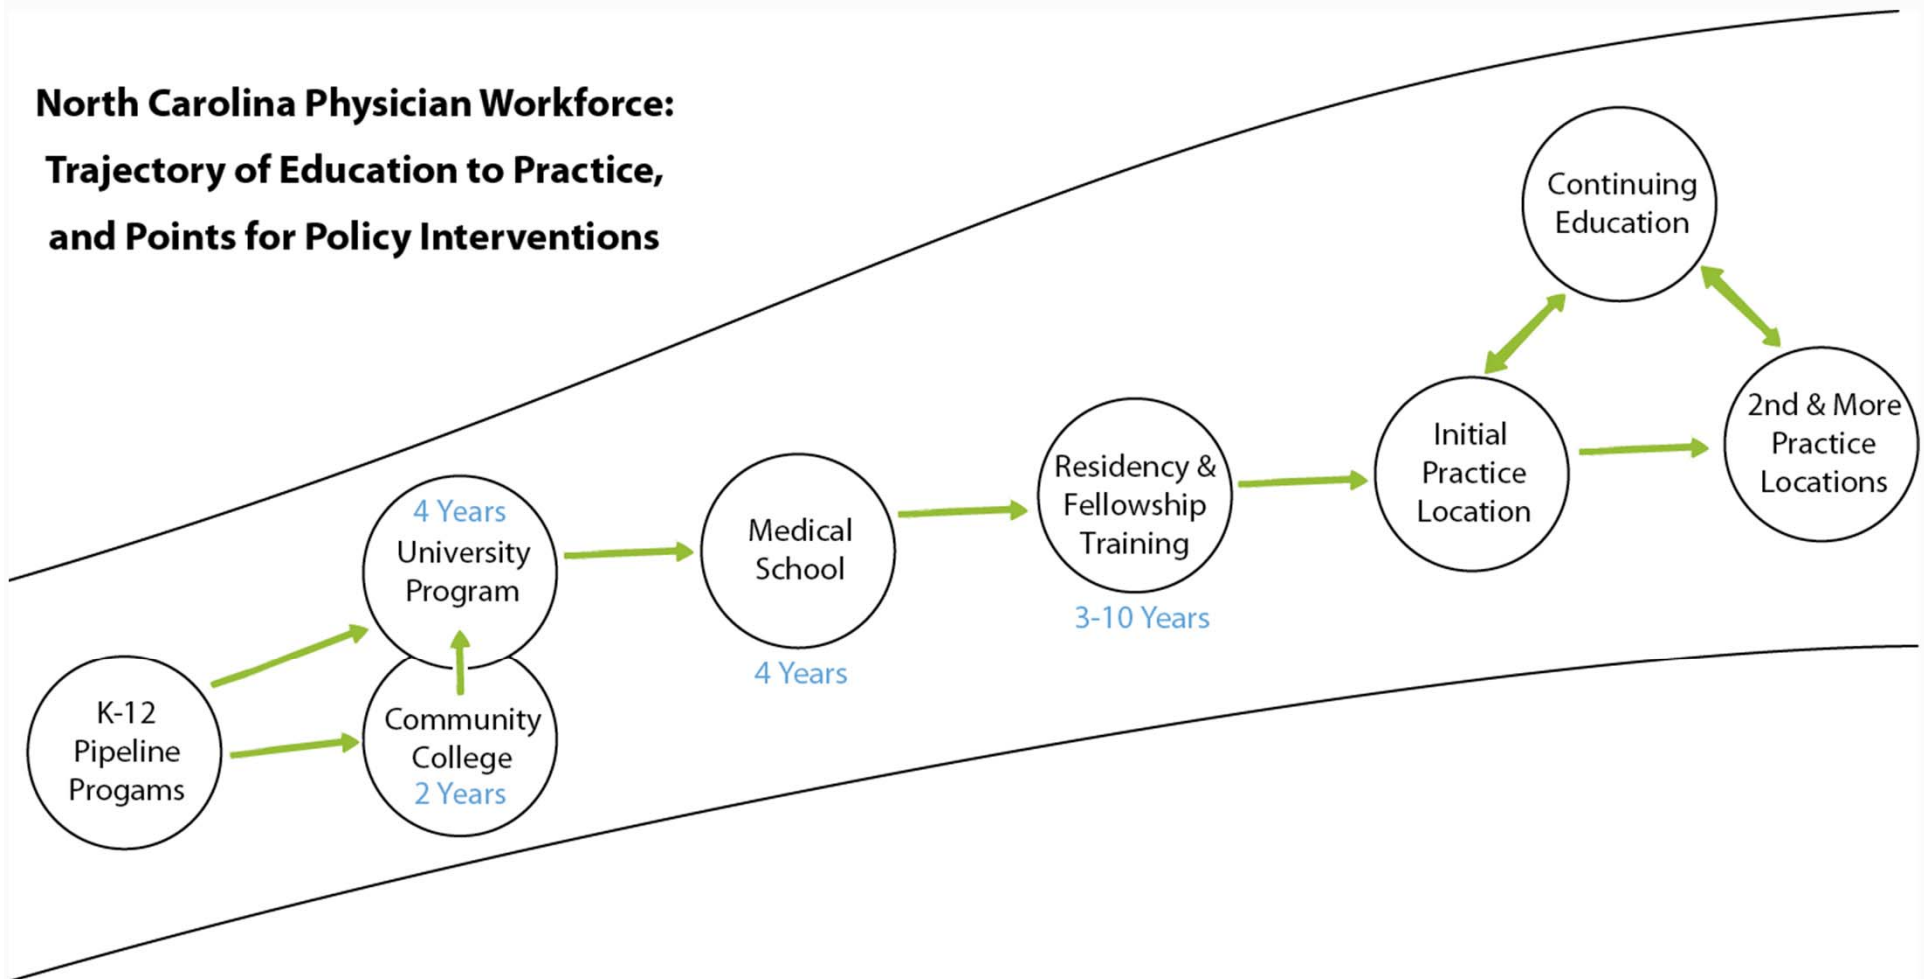 North Carolina Physician Workforce:
Trajectory of Education to Practice,
and Points for Policy Interventions
K-12
Pipeline
Progams
4 Years
University
Program
Community
College
2 Years
Medical
School
4 Years
Residency &
Fellowship
Training
3-10 Years
Initial
Practice
Location
Continuing
Education
2nd & More
Practice
Locations